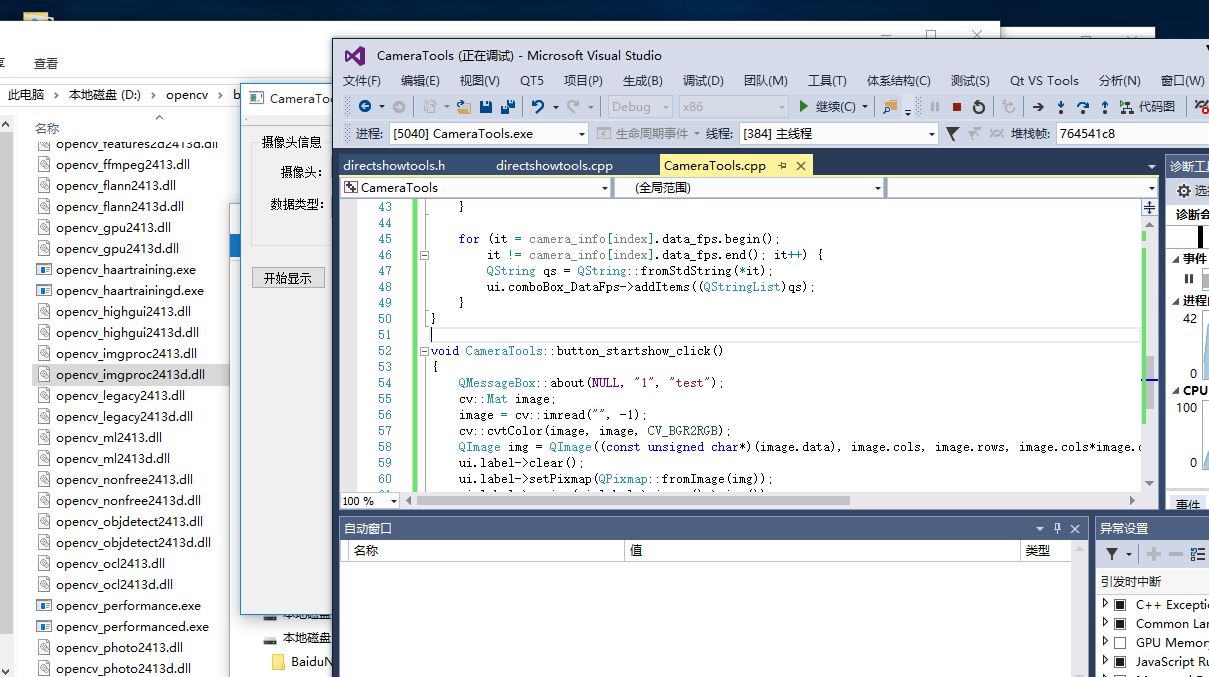 查看
此电脑 › 本地磁盘 (D:) › opencv ›
名称
opencv_features2d2413d.dll
opencv_ffmpeg2413.dll
opencv_flann2413.dll
opencv_flann2413d.dll
opencv_gpu2413.dll
opencv_gpu2413d.dll
opencv_haartraining.exe
opencv_haartrainingd.exe
opencv_highgui2413.dll
opencv_highgui2413d.dll
opencv_imgproc2413.dll
opencv_imgproc2413d.dll
opencv_legacy2413.dll
opencv_legacy2413d.dll
opencv_ml2413.dll
opencv_ml2413d.dll
opencv_nonfree2413.dll
opencv_nonfree2413d.dll
opencv_objdetect2413.dll
opencv_objdetect2413d.dll
opencv_ocl2413.dll
opencv_ocl2413d.dll
opencv_performance.exe
opencv_performanced.exe
opencv_photo2413.dll
opencv_photo2413d.dll
CameraToo
摄像头信息
摄像头:
数据类型:
开始显示
本地磁盘
本地磁盘
BaiduN
CameraTools (正在调试) - Microsoft Visual Studio
文件(F) 编辑(E) 视图(V) QT5 项目(P) 生成(B) 调试(D) 团队(M) 工具(T) 体系结构(C) 测试(S) Qt VS Tools 分析(N) 窗口(W)
Debug x86 继续(C) 代码图
进程: [5040] CameraTools.exe 生命周期事件 线程: [384] 主线程 堆栈帧: 764541c8
directshowtools.h directshowtools.cpp CameraTools.cpp
CameraTools (全局范围)
43 }
44
45 for (it = camera_info[index].data_fps.begin();
46 it != camera_info[index].data_fps.end(); it++) {
47 QString qs = QString::fromStdString(*it);
48 ui.comboBox_DataFps->addItems((QStringList)qs);
49 }
50 }
51
52 void CameraTools::button_startshow_click()
53 {
54 QMessageBox::about(NULL, "1", "test");
55 cv::Mat image;
56 image = cv::imread("", -1);
57 cv::cvtColor(image, image, CV_BGR2RGB);
58 QImage img = QImage((const unsigned char*)(image.data), image.cols, image.rows, image.cols*image.c
59 ui.label->clear();
60 ui.label->setPixmap(QPixmap::fromImage(img));
100 %
自动窗口
名称 值 类型
诊断工具
选择
诊断会
事件
进程内
42
0
CPU
100
0
事件
异常设置
引发时中断
C++ Exceptio
Common Lan
GPU Memory
JavaScript Ru